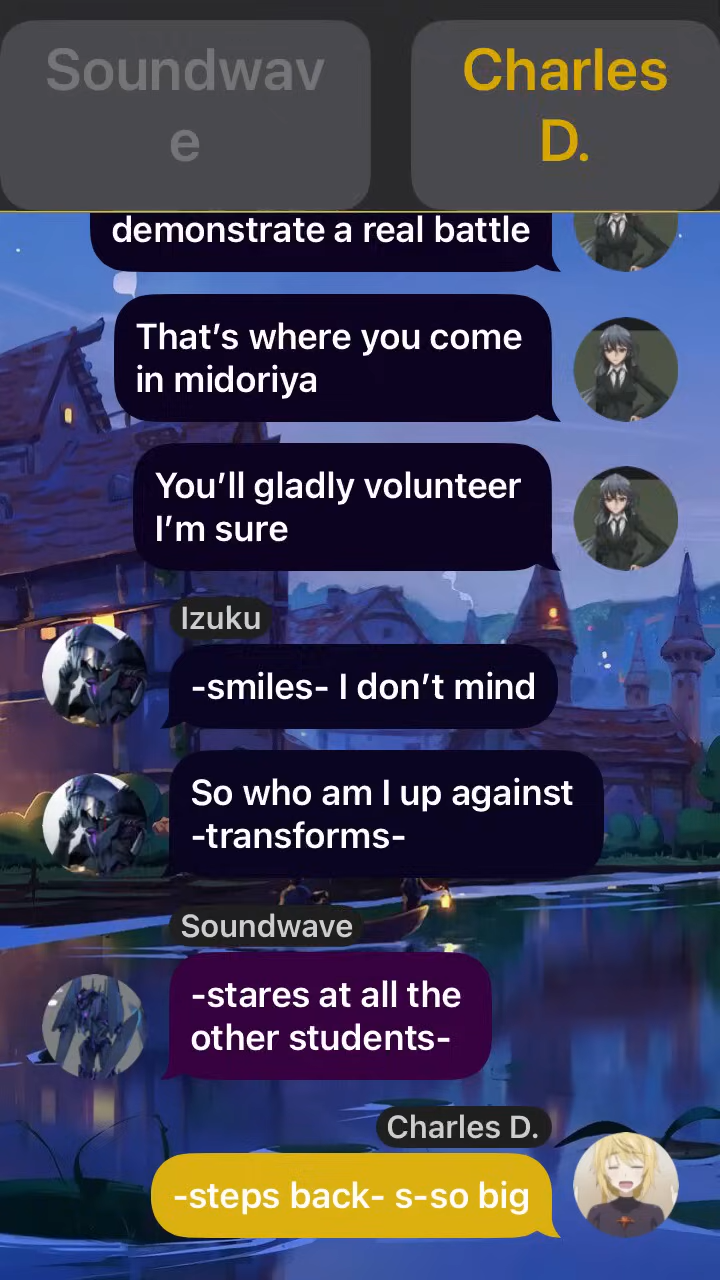 Soundwav
e
Charles
D.
demonstrate a real battle
That’s where you come
in midoriya
You’ll gladly volunteer
I’m sure
Izuku
-smiles- I don’t mind
So who am I up against
-transforms-
Soundwave
-stares at all the
other students-
Charles D.
-steps back- s-so big